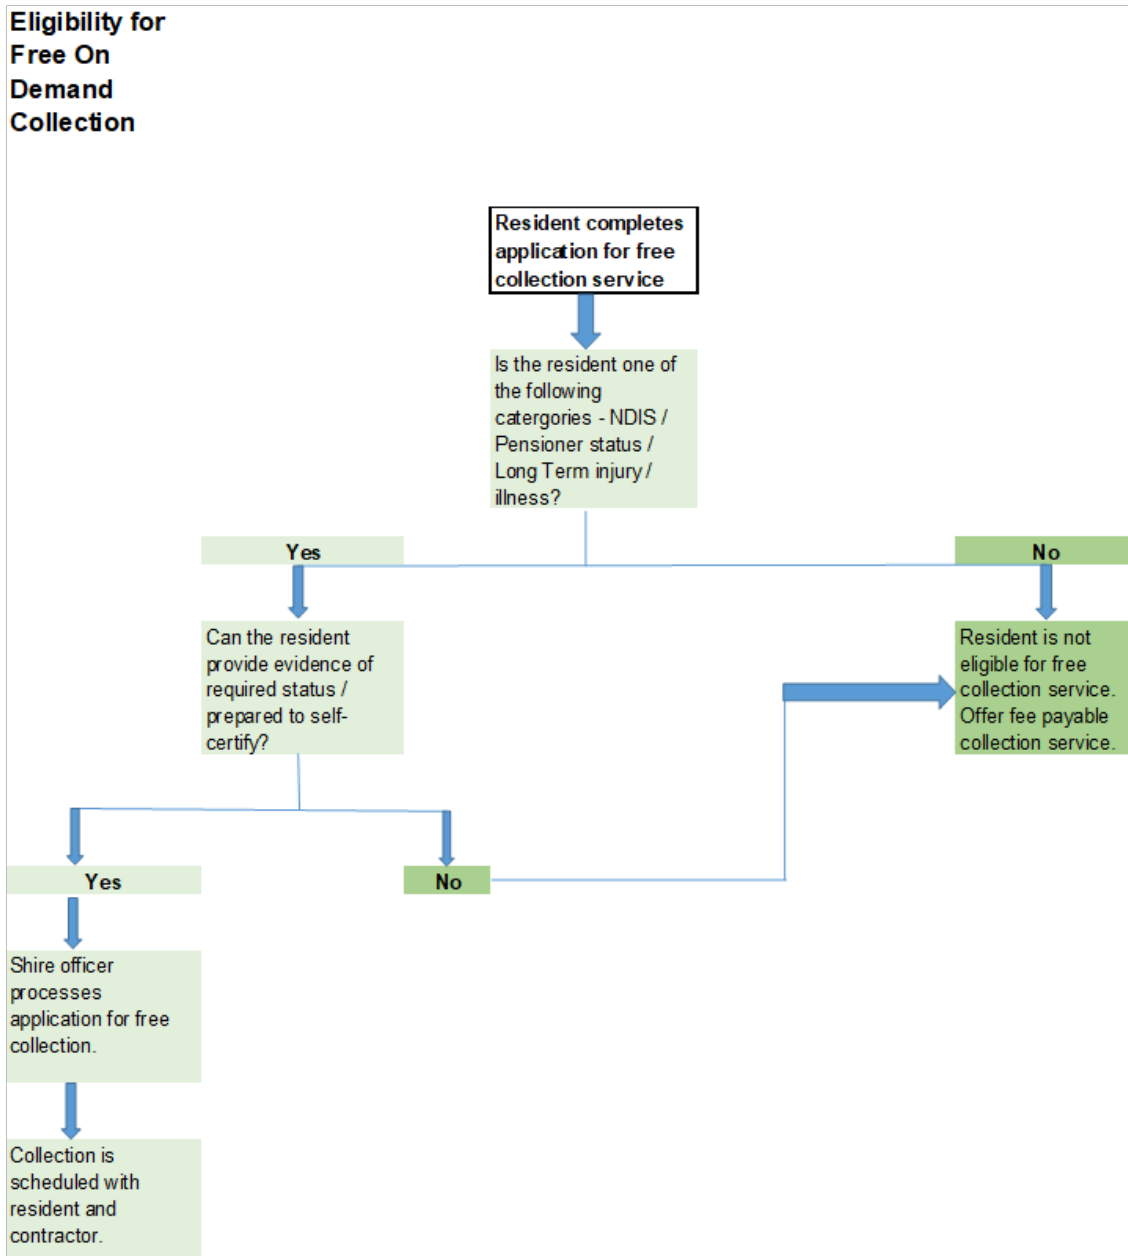 Eligibility for
Free On
Demand
Collection
Resident completes
application for free
collection service
Is the resident one of
the following
catergories - NDIS /
Pensioner status /
Long Term injury /
illness?
Yes
No
Can the resident
provide evidence of
required status /
prepared to self-
certify?
Resident is not
eligible for free
collection service.
Offer fee payable
collection service.
Yes
No
Shire officer
processes
application for free
collection.
Collection is
scheduled with
resident and
contractor.